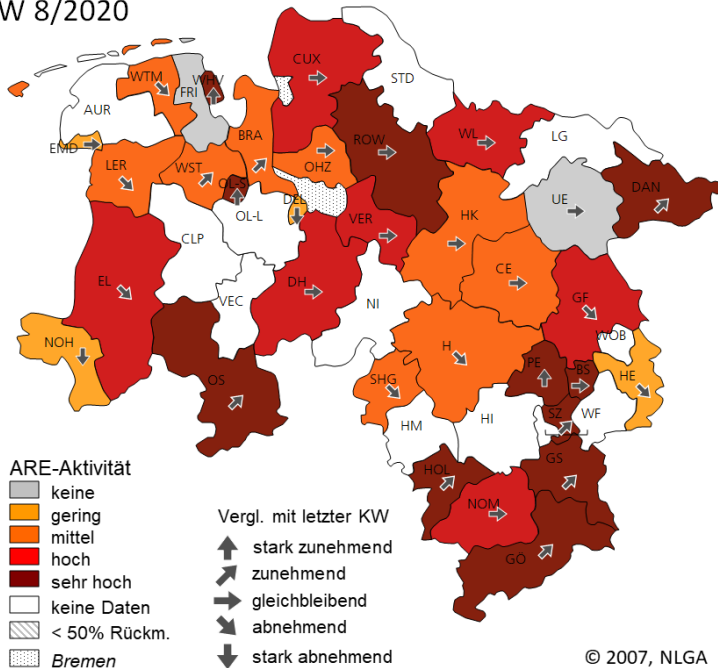 W 8/2020
CUX
WTM
WHV
FRI
STD
AUR
BRA
ROW
WL
LG
EMD
OHZ
LER
WST
OL-S
DEL
UE
DAN
OL-L
VER
HK
CLP
CE
EL
DH
GF
VEC
NI
WOB
NOH
H
PE
BS
HE
OS
SHG
SZ
WF
HM
HI
GS
HOL
NOM
GÖ
ARE-Aktivität
keine
gering
mittel
hoch
sehr hoch
keine Daten
< 50% Rückm.
Bremen
Vergl. mit letzter KW
stark zunehmend
zunehmend
gleichbleibend
abnehmend
stark abnehmend
© 2007, NLGA